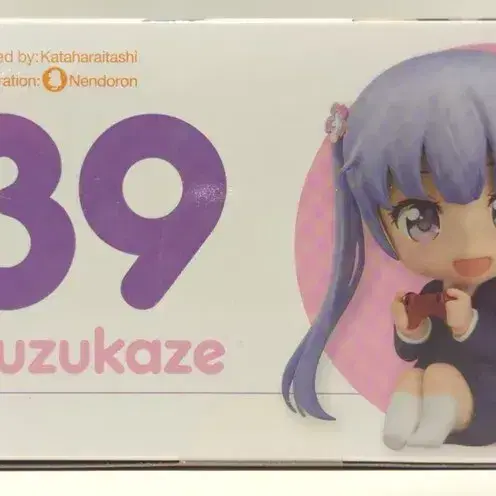 ed by: Kataharaitashi
ration: Nendoron
39
uzukaze